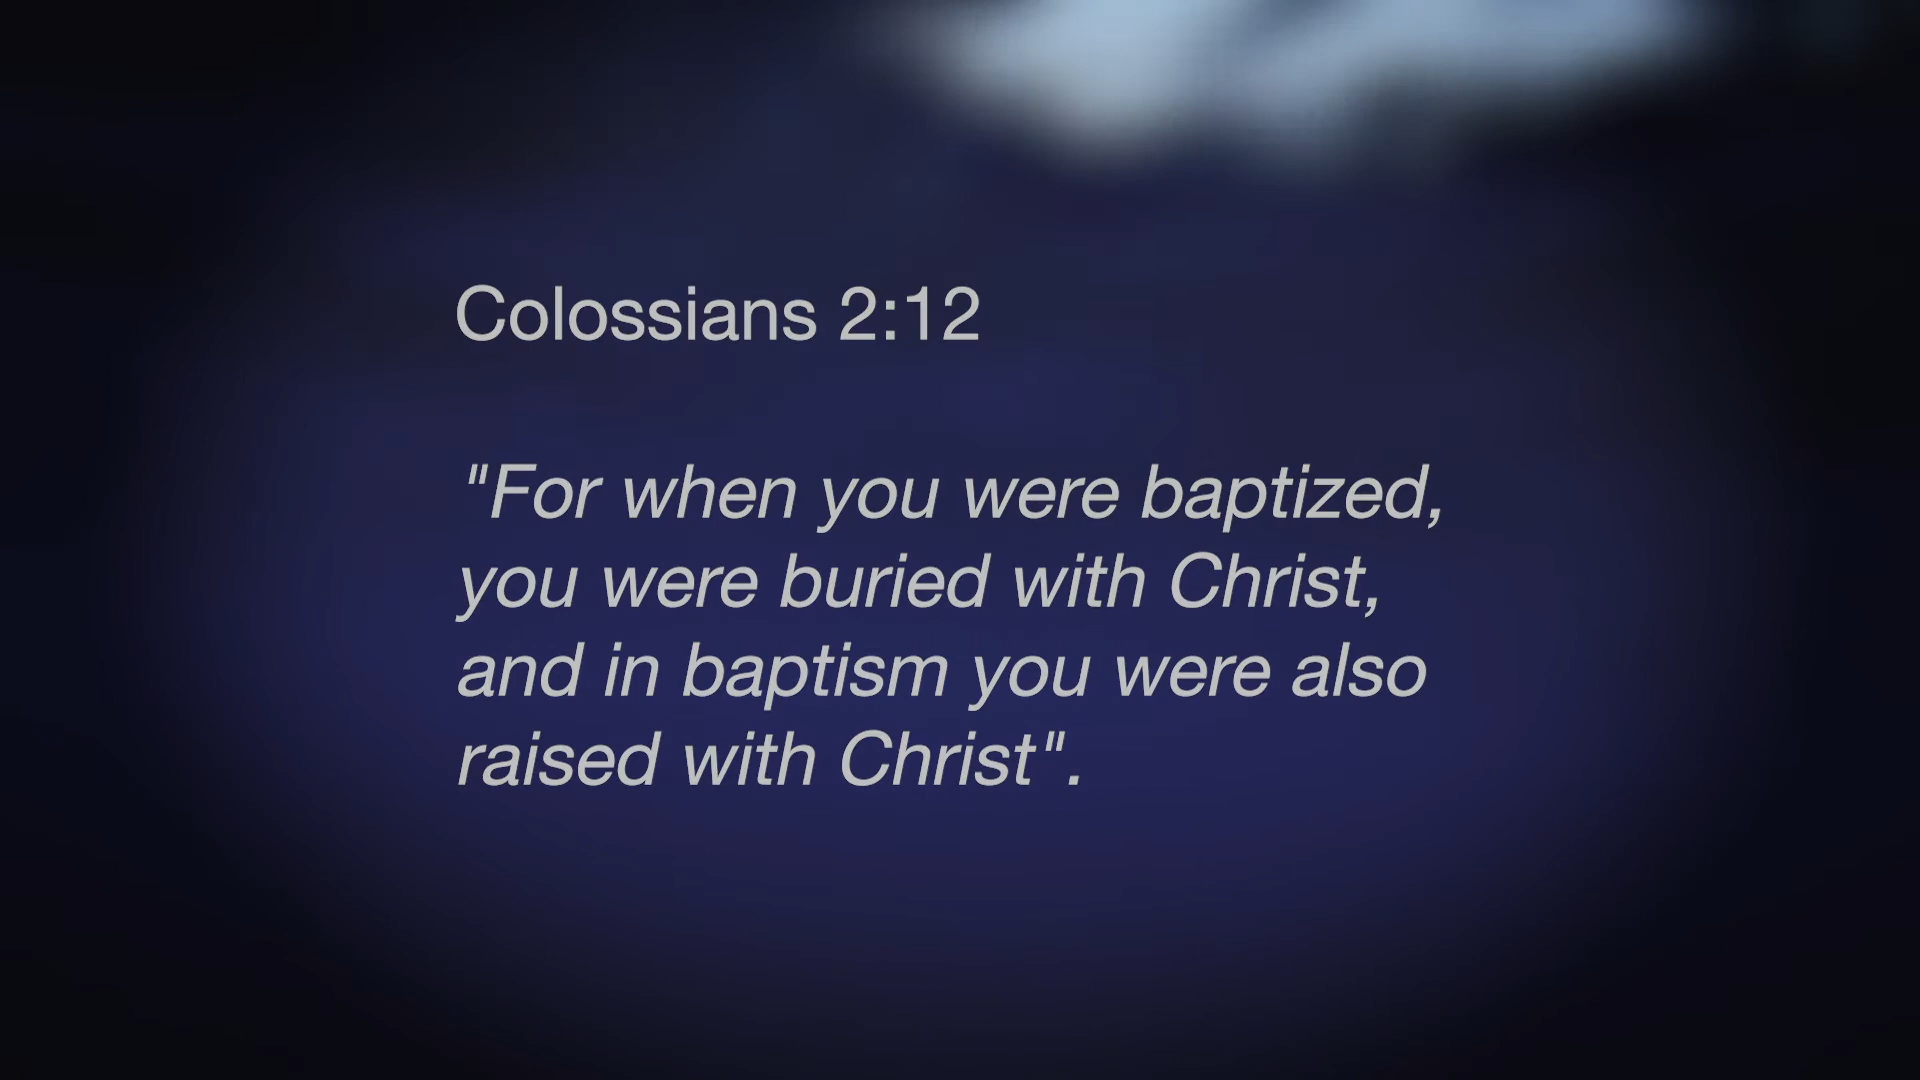 Colossians 2:12
"For when you were baptized,
you were buried with Christ,
and in baptism you were also
raised with Christ".